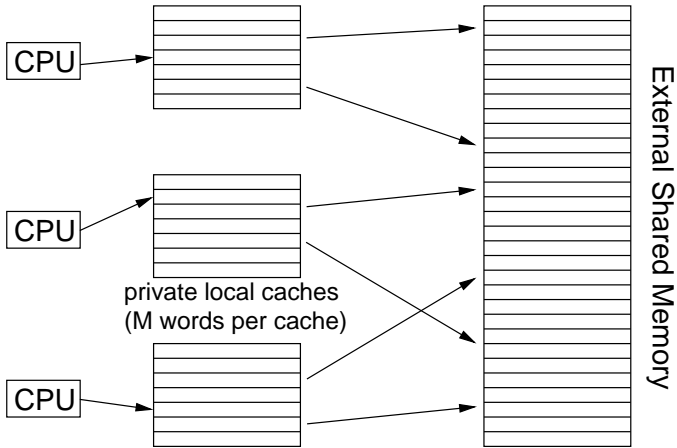 CPU
CPU
private local caches
(M words per cache)
CPU
External Shared Memory